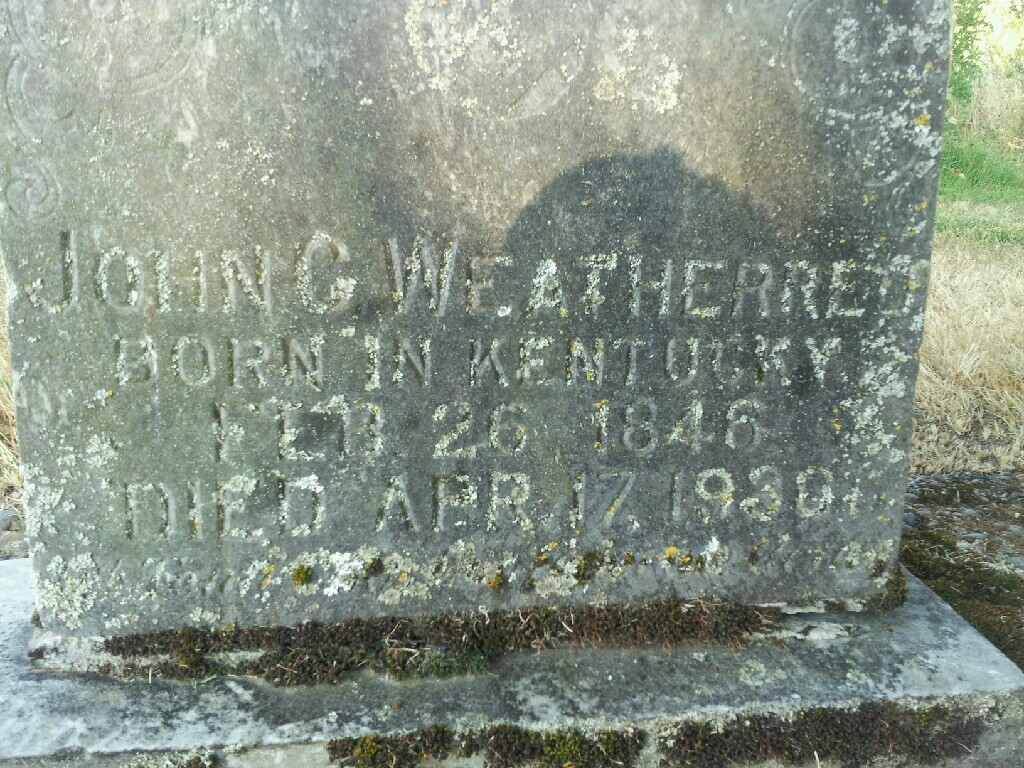 JOHN G. WEATHERRED
BORN IN KENTUCKY
FEB. 26, 1846
DIED APR. 17, 1930.